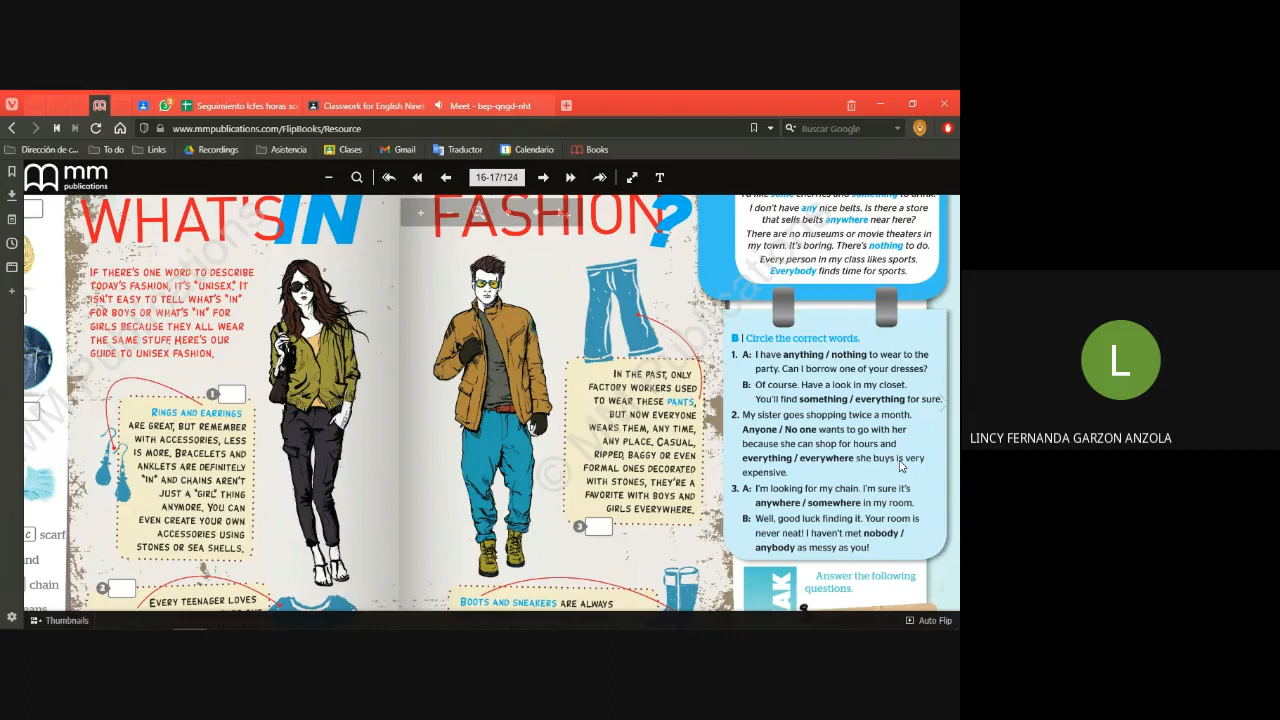 Seguimiento Icfes horas so
Classwork for English Ninet
Meet - bep-qngd-nht
www.mmpublications.com/FlipBooks/Resource
Buscar Google
Dirección de c...
To do
Links
Recordings
Asistencia
Clases
Gmail
Traductor
Calendario
Books
mm
publications
16-17/124
WHAT'S IN FASHION?
IF THERE'S ONE WORD TO DESCRIBE
TODAY'S FASHION, IT'S "UNISEX." IT
ISN'T EASY TO TELL WHAT'S "IN"
FOR BOYS OR WHAT'S "IN" FOR
GIRLS BECAUSE THEY ALL WEAR
THE SAME STUFF. HERE'S OUR
GUIDE TO UNISEX FASHION.
1
RINGS AND EARRINGS
ARE GREAT, BUT REMEMBER
WITH ACCESSORIES, LESS
IS MORE. BRACELETS AND
ANKLETS ARE DEFINITELY
"IN" AND CHAINS AREN'T
JUST A "GIRL" THING
ANYMORE. YOU CAN
EVEN CREATE YOUR OWN
ACCESSORIES USING
STONES OR SEA SHELLS.
2
EVERY TEENAGER LOVES
c scarf
nd
chain
IN THE PAST, ONLY
FACTORY WORKERS USED
TO WEAR THESE PANTS,
BUT NOW EVERYONE
WEARS THEM, ANY TIME,
ANY PLACE. CASUAL,
RIPPED, BAGGY OR EVEN
FORMAL ONES DECORATED
WITH STONES, THEY'RE A
FAVORITE WITH BOYS AND
GIRLS EVERYWHERE.
3
BOOTS AND SNEAKERS ARE ALWAYS
I don't have any nice belts. Is there a store
that sells belts anywhere near here?
There are no museums or movie theaters in
my town. It's boring. There's nothing to do.
Every person in my class likes sports.
Everybody finds time for sports.
B | Circle the correct words.
1. A: I have anything / nothing to wear to the
party. Can I borrow one of your dresses?
B: Of course. Have a look in my closet.
You'll find something / everything for sure.
2. My sister goes shopping twice a month.
Anyone / No one wants to go with her
because she can shop for hours and
everything / everywhere she buys is very
expensive.
3. A: I'm looking for my chain. I'm sure it's
anywhere / somewhere in my room.
B: Well, good luck finding it. Your room is
never neat! I haven't met nobody /
anybody as messy as you!
AK
Answer the following
questions.
Thumbnails
Auto Flip
L
LINCY FERNANDA GARZON ANZOLA